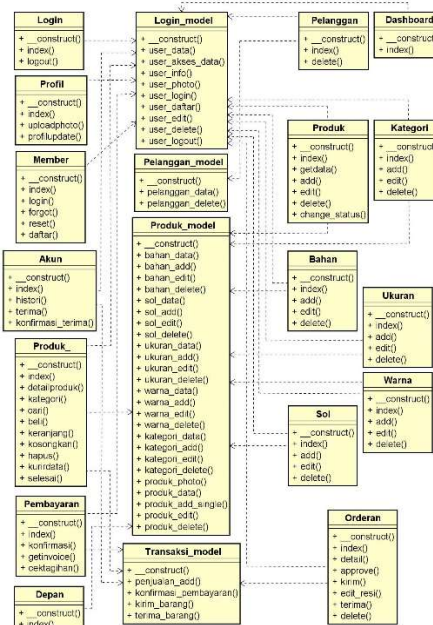 Login
+ __construct()
+ index()
+ logout()
Profil
+ __construct()
+ index()
+ uploadphoto()
+ profilupdate()
Member
+ __construct()
+ index()
+ login()
+ forgot()
+ reset()
+ daftar()
Akun
+ __construct()
+ index()
+ histori()
+ terima()
+ konfirmasi_terima()
Produk_
+ __construct()
+ index()
+ detailproduk()
+ kategori()
+ cari()
+ beli()
+ keranjang()
+ kosongkan()
+ hapus()
+ kurirdata()
+ selesai()
Pembayaran
+ __construct()
+ index()
+ konfirmasi()
+ getinvoice()
+ cektagihan()
Depan
+ __construct()
+ index()
Login_model
+ __construct()
+ user_data()
+ user_akses_data()
+ user_info()
+ user_photo()
+ user_login()
+ user_daftar()
+ user_edit()
+ user_delete()
+ user_logout()
Pelanggan_model
+ __construct()
+ pelanggan_data()
+ pelanggan_delete()
Produk_model
+ __construct()
+ bahan_data()
+ bahan_add()
+ bahan_edit()
+ bahan_delete()
+ sol_data()
+ sol_add()
+ sol_edit()
+ sol_delete()
+ ukuran_data()
+ ukuran_add()
+ ukuran_edit()
+ ukuran_delete()
+ warna_data()
+ warna_add()
+ warna_edit()
+ warna_delete()
+ kategori_data()
+ kategori_add()
+ kategori_edit()
+ kategori_delete()
+ produk_photo()
+ produk_data()
+ produk_add_single()
+ produk_edit()
+ produk_delete()
Transaksi_model
+ __construct()
+ penjualan_add()
+ konfirmasi_pembayaran()
+ kirim_barang()
+ terima_barang()
Pelanggan
+ __construct()
+ index()
+ delete()
Dashboard
+ __construct()
+ index()
Produk
+ __construct()
+ index()
+ getdata()
+ add()
+ edit()
+ delete()
+ change_status()
Kategori
+ __construct()
+ index()
+ add()
+ edit()
+ delete()
Bahan
+ __construct()
+ index()
+ add()
+ edit()
+ delete()
Ukuran
+ __construct()
+ index()
+ add()
+ edit()
+ delete()
Warna
+ __construct()
+ index()
+ add()
+ edit()
+ delete()
Sol
+ __construct()
+ index()
+ add()
+ edit()
+ delete()
Orderan
+ __construct()
+ index()
+ detail()
+ approve()
+ kirim()
+ edit_resi()
+ terima()
+ delete()